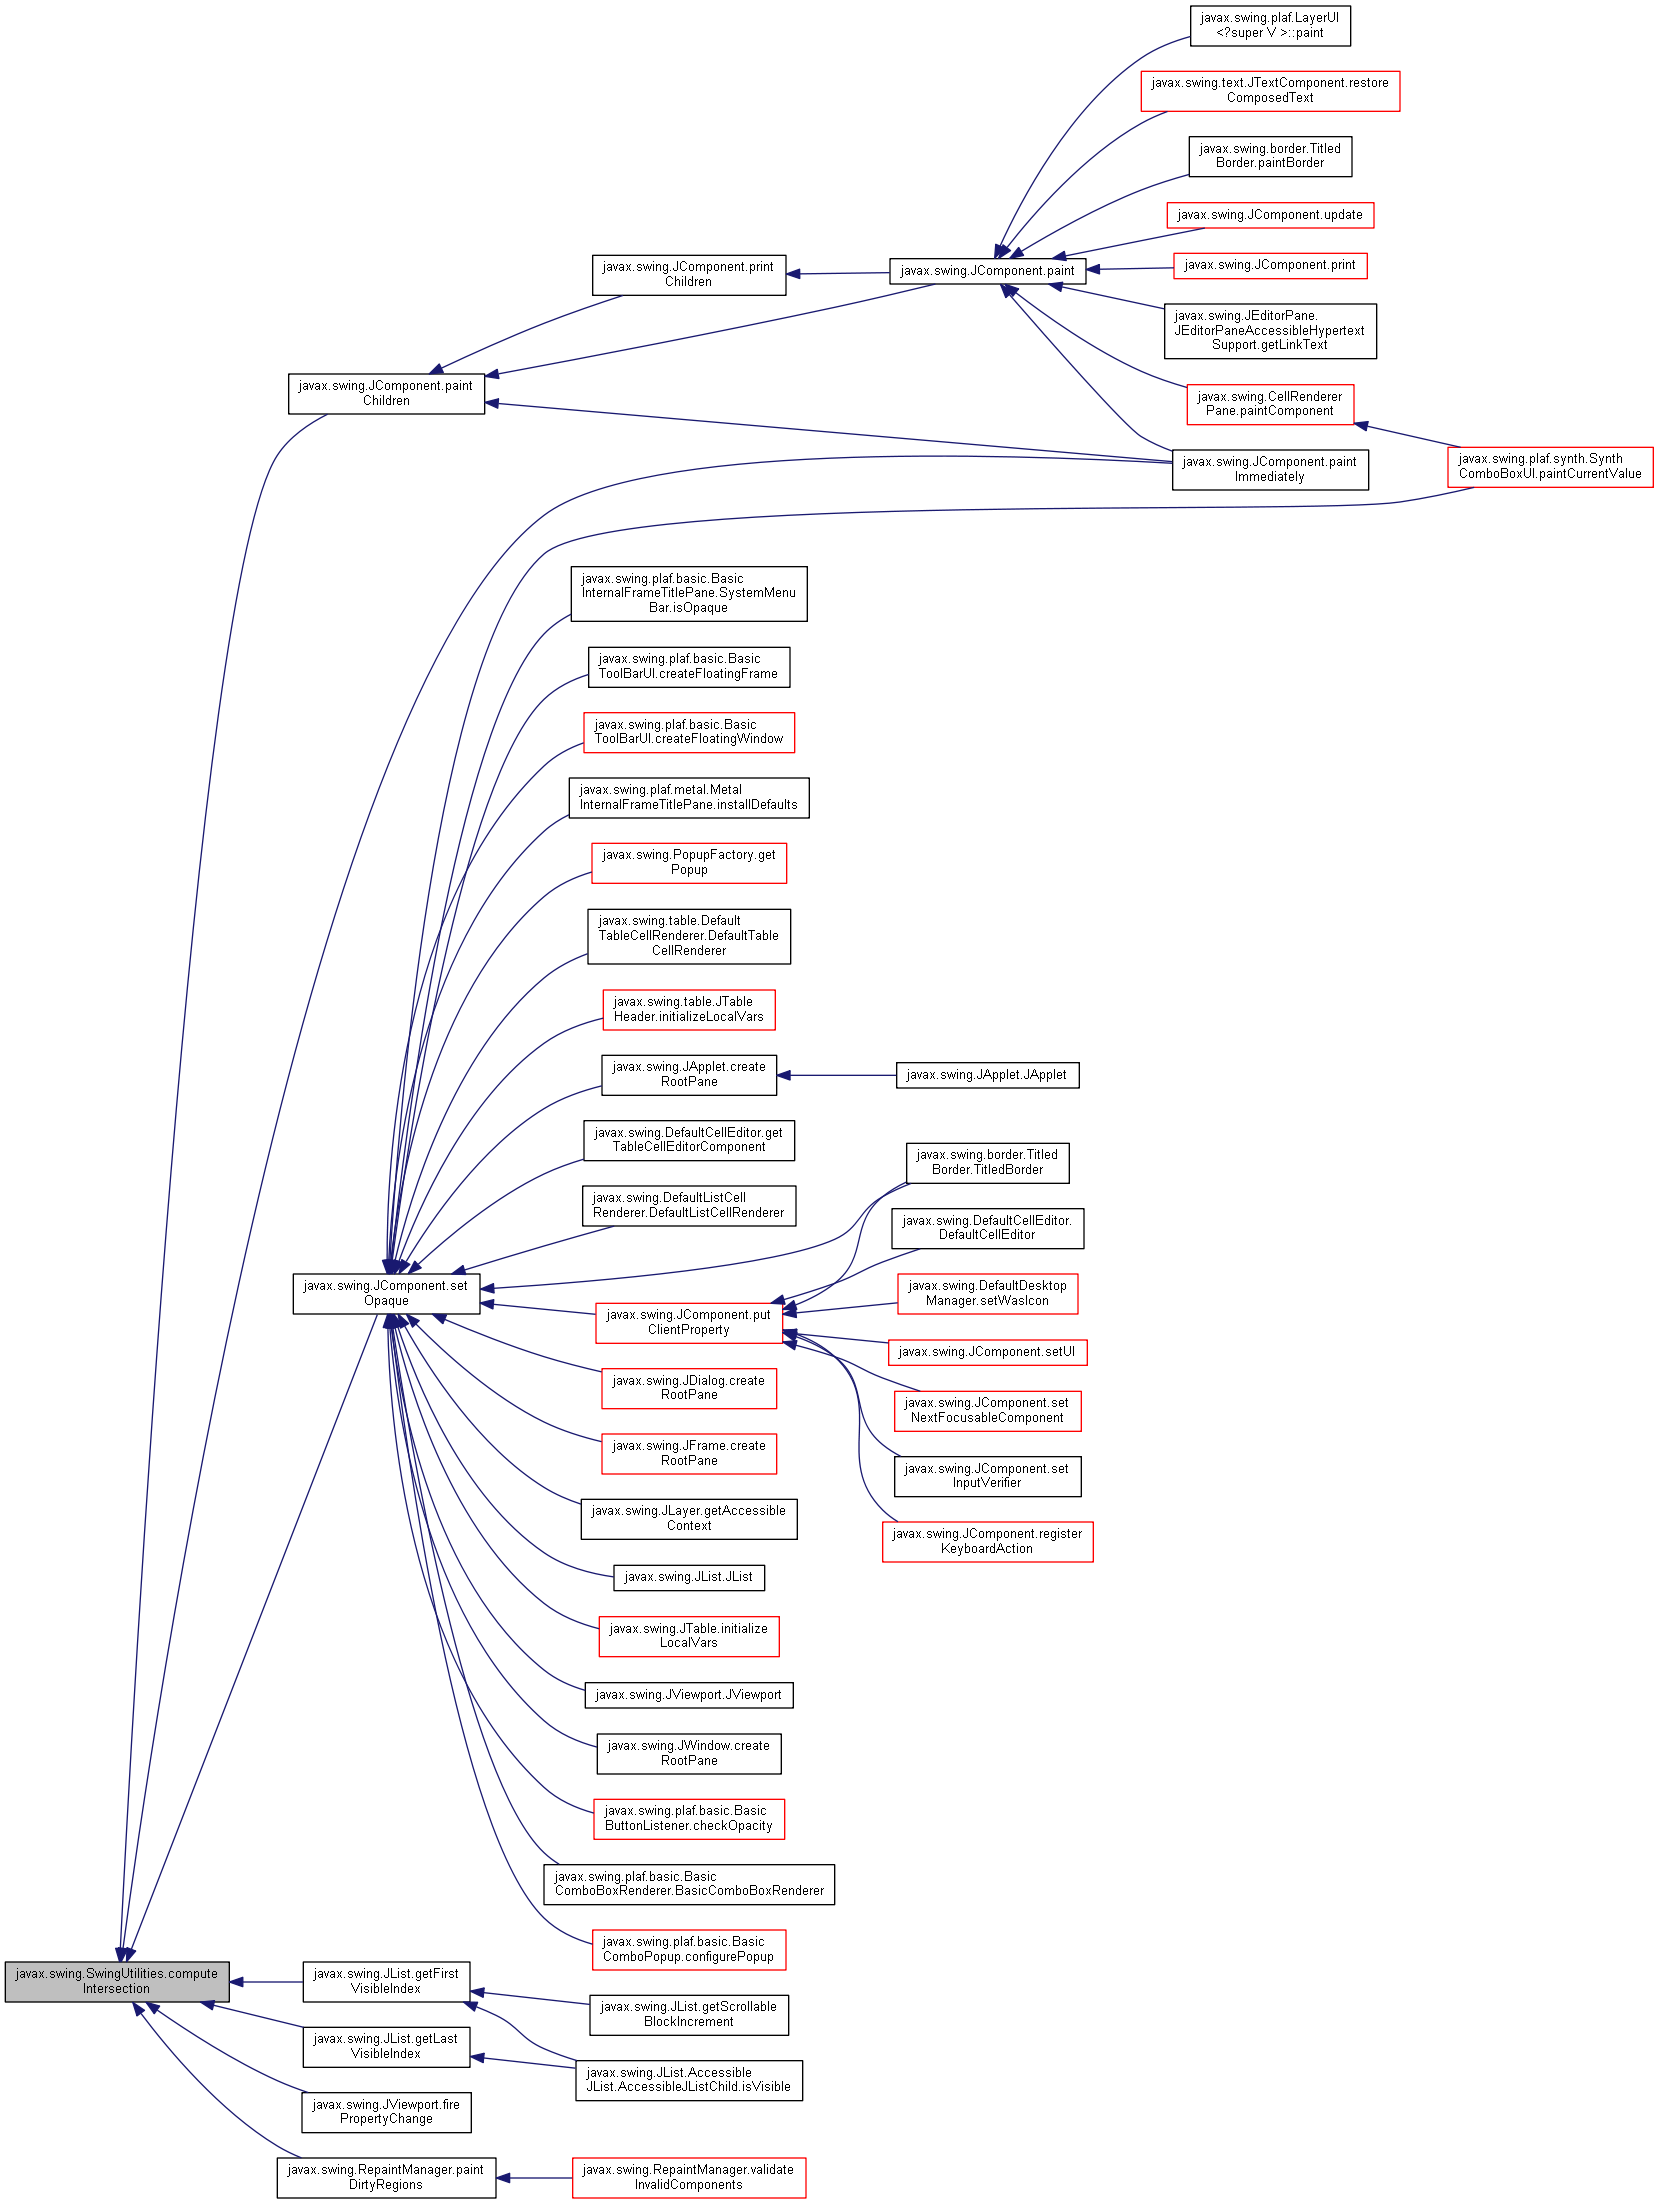 javax.swing.plaf.LayerUI
<?super V >::paint
javax.swing.text.JTextComponent.restore
ComposedText
javax.swing.border.Titled
Border.paintBorder
javax.swing.JComponent.update
javax.swing.JComponent.print
Children
javax.swing.JComponent.paint
javax.swing.JComponent.print
javax.swing.JEditorPane.
JEditorPaneAccessibleHypertext
Support.getLinkText
javax.swing.JComponent.paint
Children
javax.swing.CellRenderer
Pane.paintComponent
javax.swing.JComponent.paint
Immediately
javax.swing.plaf.synth.Synth
ComboBoxUI.paintCurrentValue
javax.swing.plaf.basic.Basic
InternalFrameTitlePane.SystemMenu
Bar.isOpaque
javax.swing.plaf.basic.Basic
ToolBarUI.createFloatingFrame
javax.swing.plaf.basic.Basic
ToolBarUI.createFloatingWindow
javax.swing.plaf.metal.Metal
InternalFrameTitlePane.installDefaults
javax.swing.PopupFactory.get
Popup
javax.swing.table.Default
TableCellRenderer.DefaultTable
CellRenderer
javax.swing.table.JTable
Header.initializeLocalVars
javax.swing.JApplet.create
RootPane
javax.swing.JApplet.JApplet
javax.swing.DefaultCellEditor.get
TableCellEditorComponent
javax.swing.border.Titled
Border.TitledBorder
javax.swing.DefaultListCell
Renderer.DefaultListCellRenderer
javax.swing.DefaultCellEditor.
DefaultCellEditor
javax.swing.JComponent.set
Opaque
javax.swing.JComponent.put
ClientProperty
javax.swing.DefaultDesktop
Manager.setWasIcon
javax.swing.JComponent.setUI
javax.swing.JDialog.create
RootPane
javax.swing.JComponent.set
NextFocusableComponent
javax.swing.JFrame.create
RootPane
javax.swing.JComponent.set
InputVerifier
javax.swing.JLayer.getAccessible
Context
javax.swing.JComponent.register
KeyboardAction
javax.swing.JList.JList
javax.swing.JTable.initialize
LocalVars
javax.swing.JViewport.JViewport
javax.swing.JWindow.create
RootPane
javax.swing.plaf.basic.Basic
ButtonListener.checkOpacity
javax.swing.plaf.basic.Basic
ComboBoxRenderer.BasicComboBoxRenderer
javax.swing.plaf.basic.Basic
ComboPopup.configurePopup
javax.swing.SwingUtilities.compute
Intersection
javax.swing.JList.getFirst
VisibleIndex
javax.swing.JList.getScrollable
BlockIncrement
javax.swing.JList.getLast
VisibleIndex
javax.swing.JList.Accessible
JList.AccessibleJListChild.isVisible
javax.swing.JViewport.fire
PropertyChange
javax.swing.RepaintManager.paint
DirtyRegions
javax.swing.RepaintManager.validate
InvalidComponents